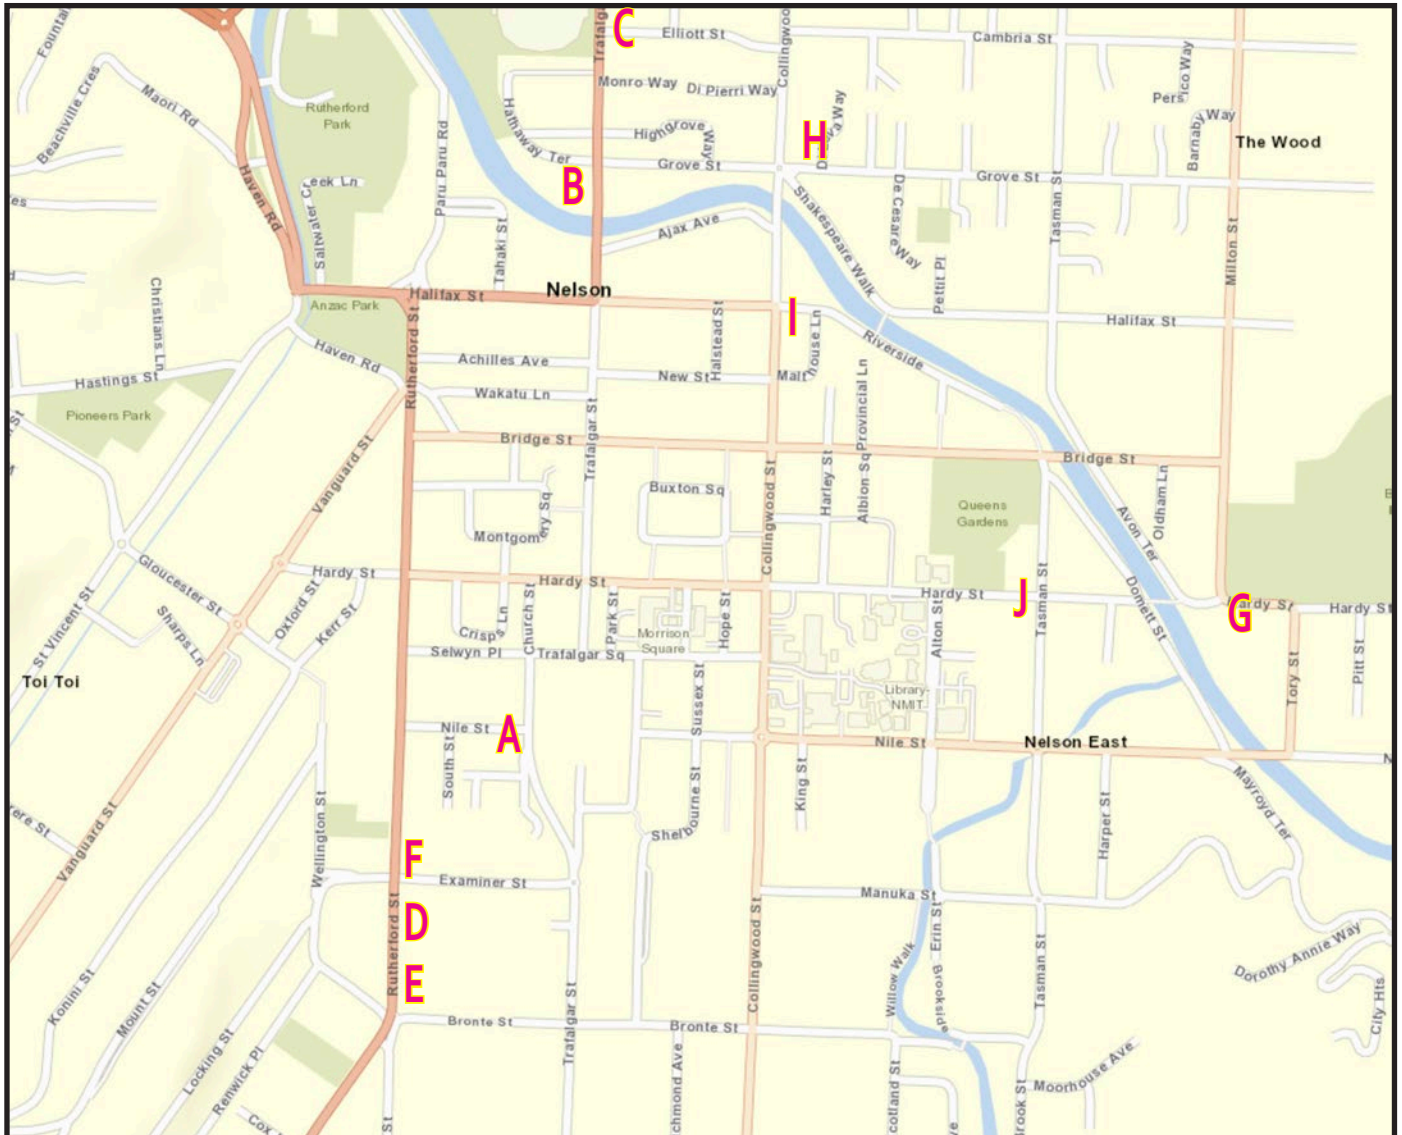 C
Trafalg
Collingwoo
Elliott St
Cambria St
Fountai
Beachville Cres
Maori Rd
Monro Way
Di Pierri Way
Persico Way
Rutherford
Park
Hathaway Ter
Highgrove Way
H
Barnaby Way
The Wood
Paru Paru Rd
Grove St
Grove St
B
Haven Rd
Saltwater Creek Ln
De Cesare Way
Tasman St
Shakespeare Walk
Ajax Ave
Tahaki St
Milton St
Pettit Pl
Christians Ln
Halifax St
Nelson
Anzac Park
I
Halifax St
Rutherford St
Halstead St
Malthouse Ln
Riverside
Haven Rd
Achilles Ave
New St
Hastings St
Wakatu Ln
Provincial Ln
Pioneers Park
Trafalgar St
Bridge St
Bridge St
Vanguard St
Collingwood St
Harley St
Albion Sq
Oldham Ln
Buxton Sq
Queens
Gardens
Avon Ter
Montgomery Sq
Gloucester St
Hardy St
Hardy St
Hardy St
J
Tasman St
Domett St
G
Hardy St
Hardy St
St Vincent St
Sharps Ln
Oxford St
Kerr St
Crisps Ln
Church St
Park St
Morrison
Square
Hope St
Alton St
Selwyn Pl
Trafalgar Sq
Toi Toi
Sussex St
Library-
NMIT
Tory St
Pitt St
Nile St
A
Nile St
Nelson East
South St
King St
Shelbourne St
Harper St
Mayroyd Ter
Vanguard St
Wellington St
F
Examiner St
Manuka St
Rutherford St
D
Erin St
E
Collingwood St
Willow Walk
Brookside
Tasman St
Dorothy Annie Way
City Hts
Konini St
Mount St
Trafalgar St
Bronte St
Bronte St
Locking St
Renwick Pl
Moorhouse Ave
Cox
St